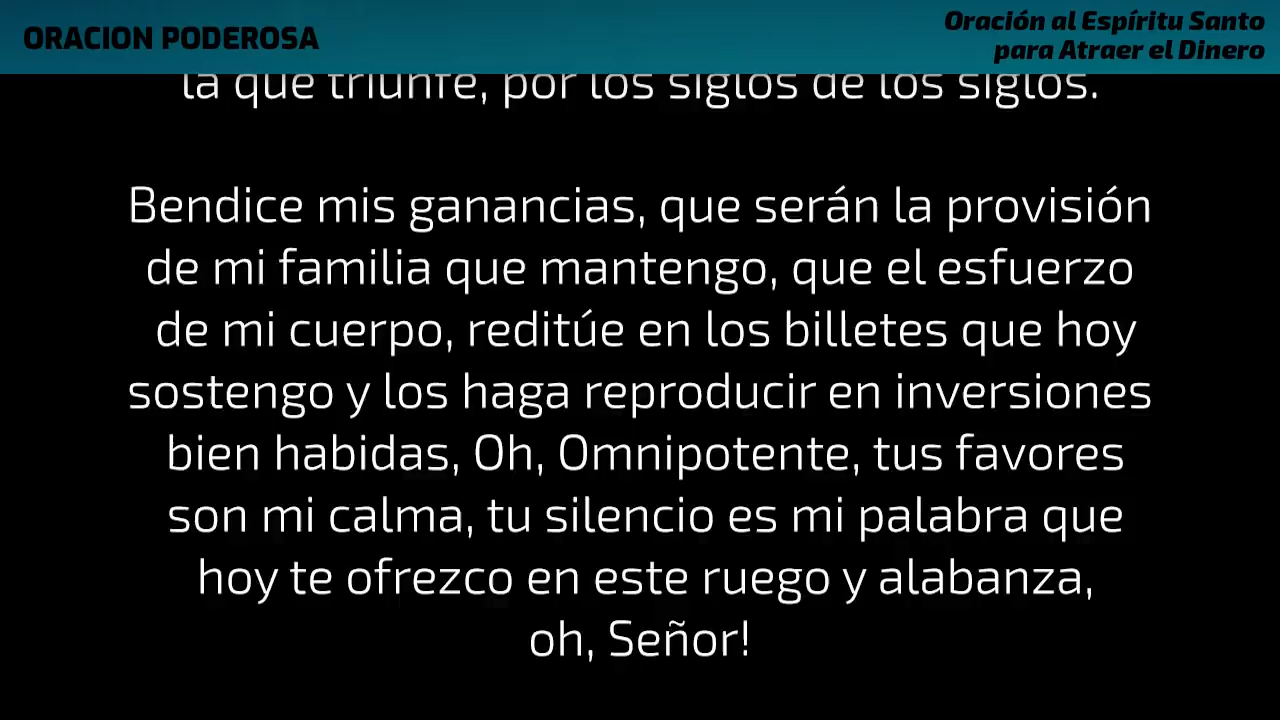 ORACION PODEROSA
Oración al Espíritu Santo
para Atraer el Dinero
la que triunfe, por los siglos de los siglos.
Bendice mis ganancias, que serán la provisión
de mi familia que mantengo, que el esfuerzo
de mi cuerpo, reditúe en los billetes que hoy
sostengo y los haga reproducir en inversiones
bien habidas, Oh, Omnipotente, tus favores
son mi calma, tu silencio es mi palabra que
hoy te ofrezco en este ruego y alabanza,
oh, Señor!